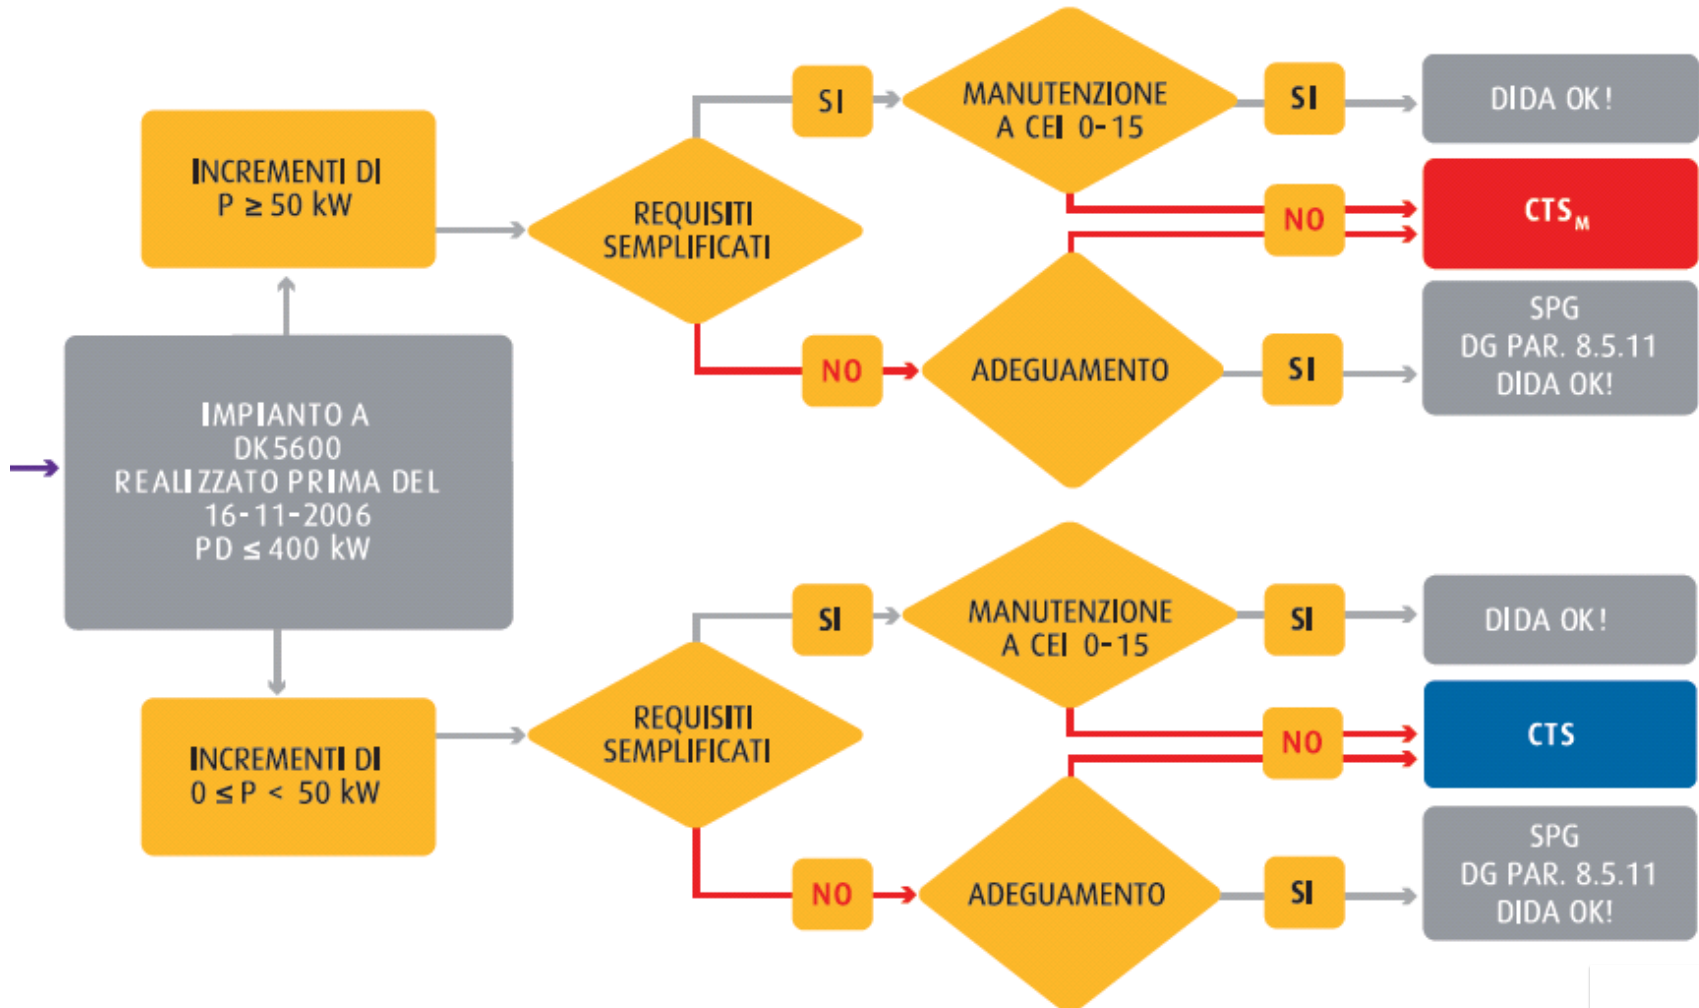 SI
MANUTENZIONE
A CEI 0-15
SI
DIDA OK!
INCREMENTI DI
P ≥ 50 kW
REQUISITI
SEMPLIFICATI
NO
CTSM
NO
ADEGUAMENTO
SI
SPG
DG PAR. 8.5.11
DIDA OK!
IMPIANTO A
DK5600
REALIZZATO PRIMA DEL
16-11-2006
PD ≤ 400 kW
SI
MANUTENZIONE
A CEI 0-15
SI
DIDA OK!
INCREMENTI DI
0 ≤ P < 50 kW
REQUISITI
SEMPLIFICATI
NO
CTS
NO
ADEGUAMENTO
SI
SPG
DG PAR. 8.5.11
DIDA OK!